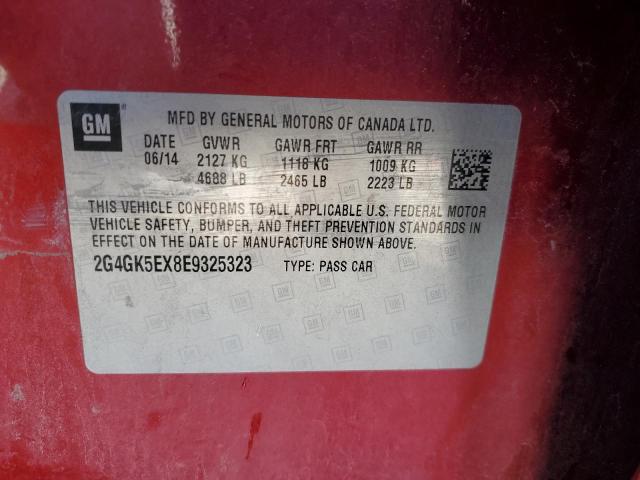 GM
MFD BY GENERAL MOTORS OF CANADA LTD.
DATE GVWR GAWR FRT GAWR RR
06/14 2127 KG 1118 KG 1009 KG
4688 LB 2465 LB 2223 LB
THIS VEHICLE CONFORMS TO ALL APPLICABLE U.S. FEDERAL MOTOR
VEHICLE SAFETY, BUMPER, AND THEFT PREVENTION STANDARDS
IN EFFECT ON THE DATE OF MANUFACTURE SHOWN ABOVE.
2G4GK5EX8E9325323 TYPE: PASS CAR